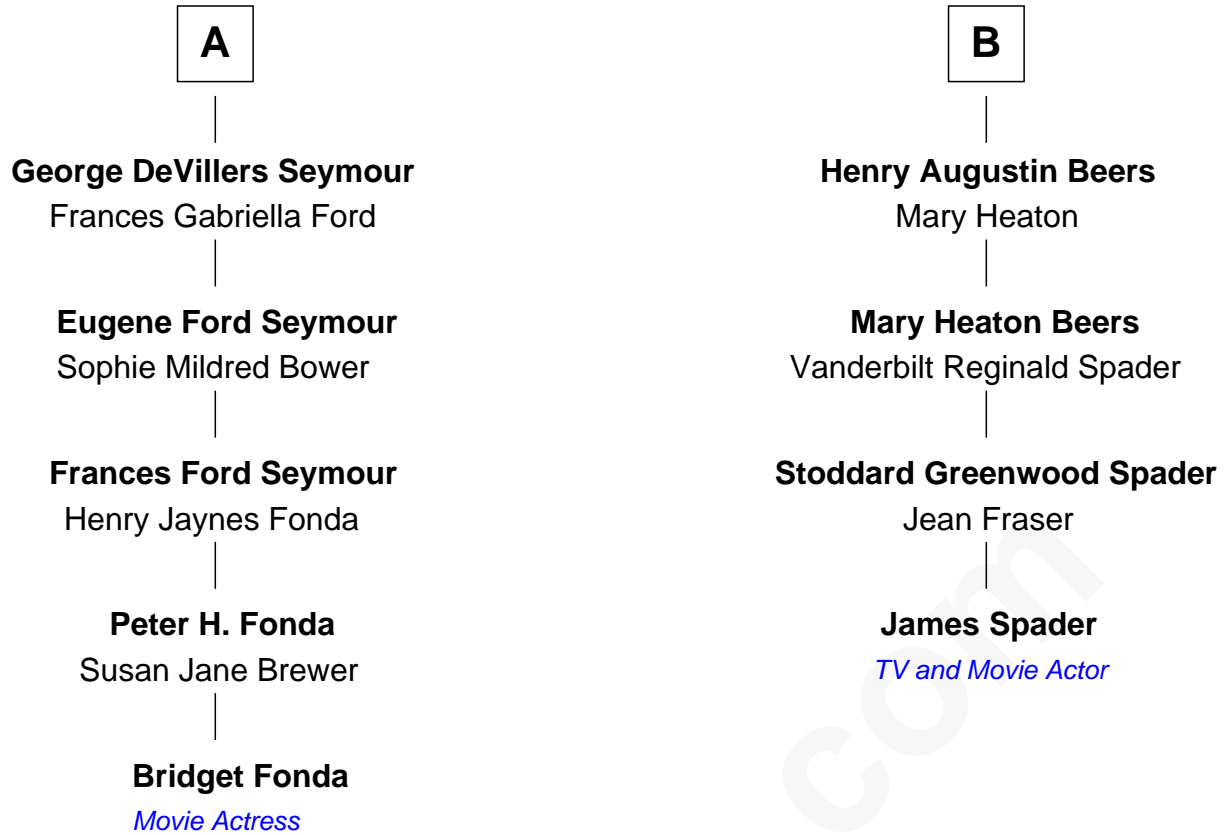 A
George DeVillers Seymour
Frances Gabriella Ford
Eugene Ford Seymour
Sophie Mildred Bower
Frances Ford Seymour
Henry Jaynes Fonda
Peter H. Fonda
Susan Jane Brewer
Bridget Fonda
Movie Actress
B
Henry Augustin Beers
Mary Heaton
Mary Heaton Beers
Vanderbilt Reginald Spader
Stoddard Greenwood Spader
Jean Fraser
James Spader
TV and Movie Actor
com